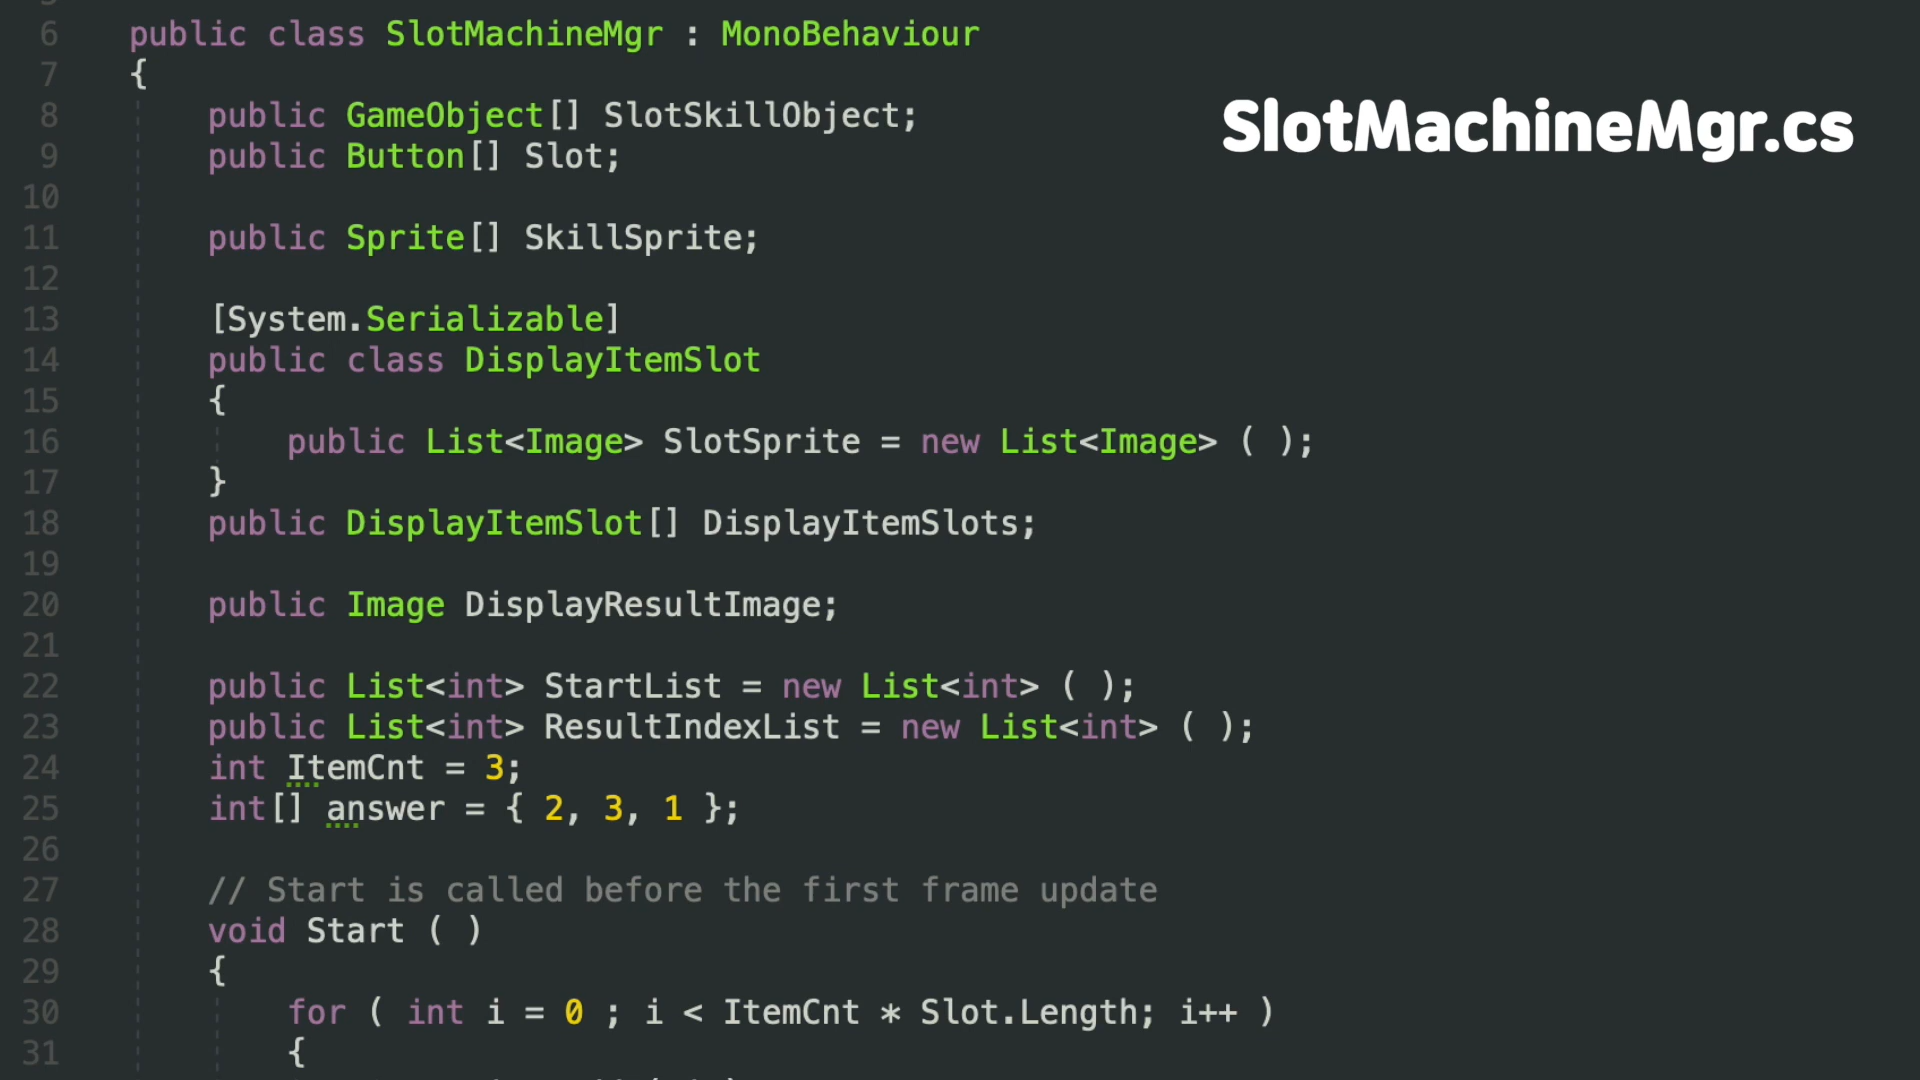 6 public class SlotMachineMgr : MonoBehaviour
7 {
8 public GameObject[] SlotSkillObject;
SlotMachineMgr.cs
9 public Button[] Slot;
10
11 public Sprite[] SkillSprite;
12
13 [System.Serializable]
14 public class DisplayItemSlot
15 {
16 public List<Image> SlotSprite = new List<Image> ( );
17 }
18 public DisplayItemSlot[] DisplayItemSlots;
19
20 public Image DisplayResultImage;
21
22 public List<int> StartList = new List<int> ( );
23 public List<int> ResultIndexList = new List<int> ( );
24 int ItemCnt = 3;
25 int[] answer = { 2, 3, 1 };
26
27 // Start is called before the first frame update
28 void Start ( )
29 {
30 for ( int i = 0 ; i < ItemCnt * Slot.Length; i++ )
31 {